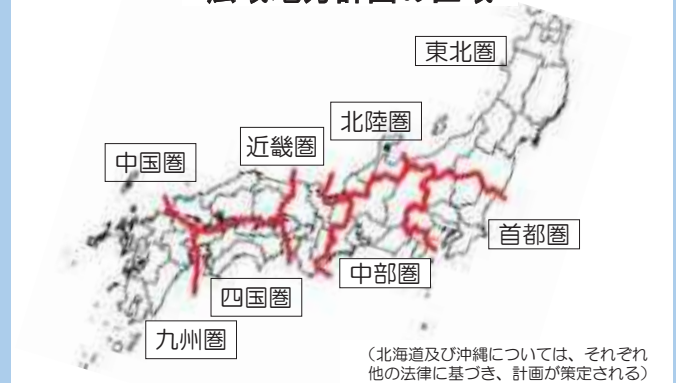 東北圏
北陸圏
近畿圏
中国圏
首都圏
中部圏
四国圏
九州圏
(北海道及び沖縄については、それぞれ
他の法律に基づき、計画が策定される)